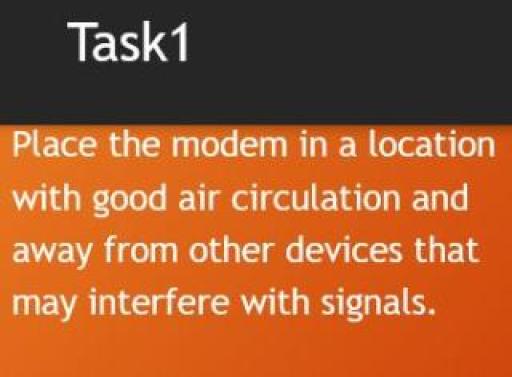 Task1
Place the modem in a location
with good air circulation and
away from other devices that
may interfere with signals.